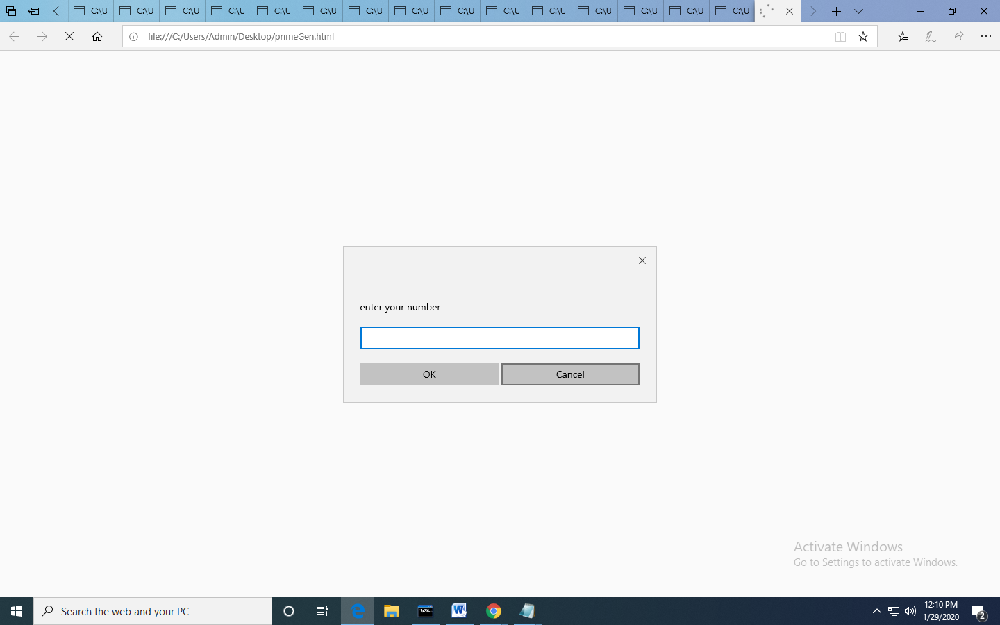 C:\U C:\U C:\U C:\U C:\U C:\U C:\U C:\U C:\U C:\U C:\U C:\U C:\U C:\U C:\U
file:///C:/Users/Admin/Desktop/primeGen.html
enter your number
OK Cancel
Activate Windows
Go to Settings to activate Windows.
Search the web and your PC
12:10 PM
1/29/2020
2